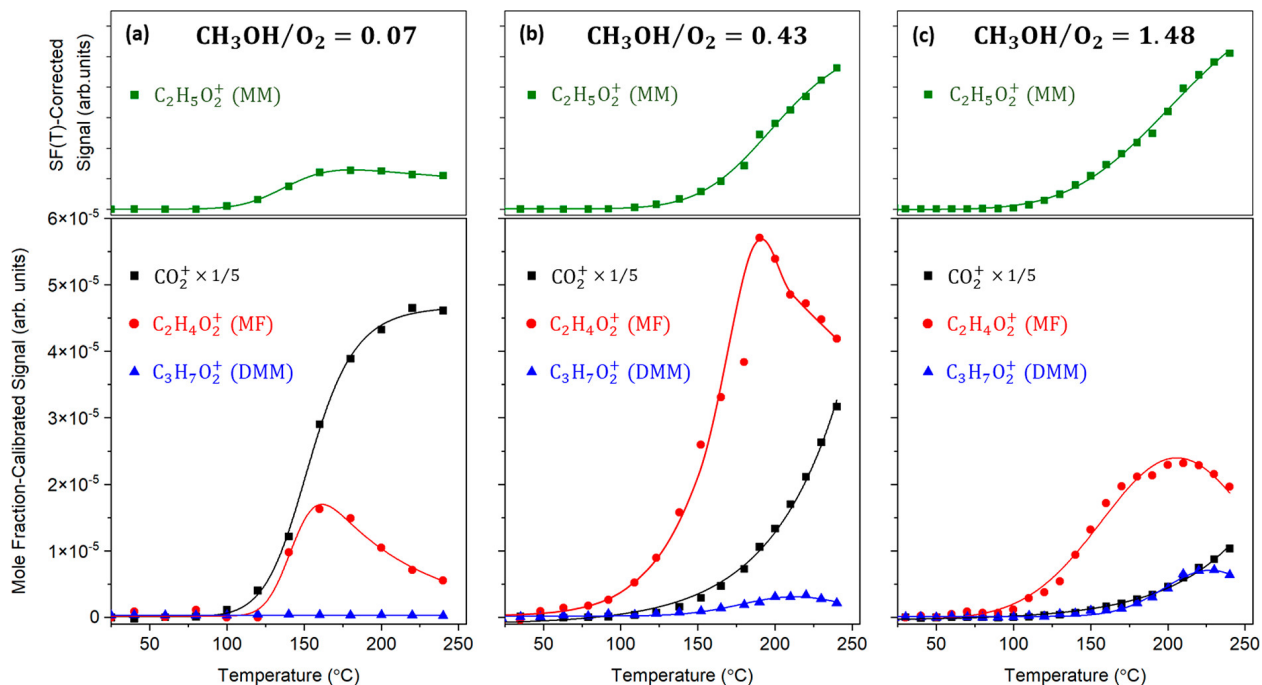 (a) CH₃OH/O₂ = 0.07
C₂H₅O₂⁺ (MM)
(b) CH₃OH/O₂ = 0.43
C₂H₅O₂⁺ (MM)
(c) CH₃OH/O₂ = 1.48
C₂H₅O₂⁺ (MM)
SF(T)-Corrected
Signal (arb.units)
Mole Fraction-Calibrated Signal (arb. units)
6×10⁻⁵
5×10⁻⁵
4×10⁻⁵
3×10⁻⁵
2×10⁻⁵
1×10⁻⁵
0
CO₂⁺ × 1/5
C₂H₄O₂⁺ (MF)
C₃H₇O₂⁺ (DMM)
CO₂⁺ × 1/5
C₂H₄O₂⁺ (MF)
C₃H₇O₂⁺ (DMM)
CO₂⁺ × 1/5
C₂H₄O₂⁺ (MF)
C₃H₇O₂⁺ (DMM)
50 100 150 200 250
50 100 150 200 250
50 100 150 200 250
Temperature (°C)
Temperature (°C)
Temperature (°C)